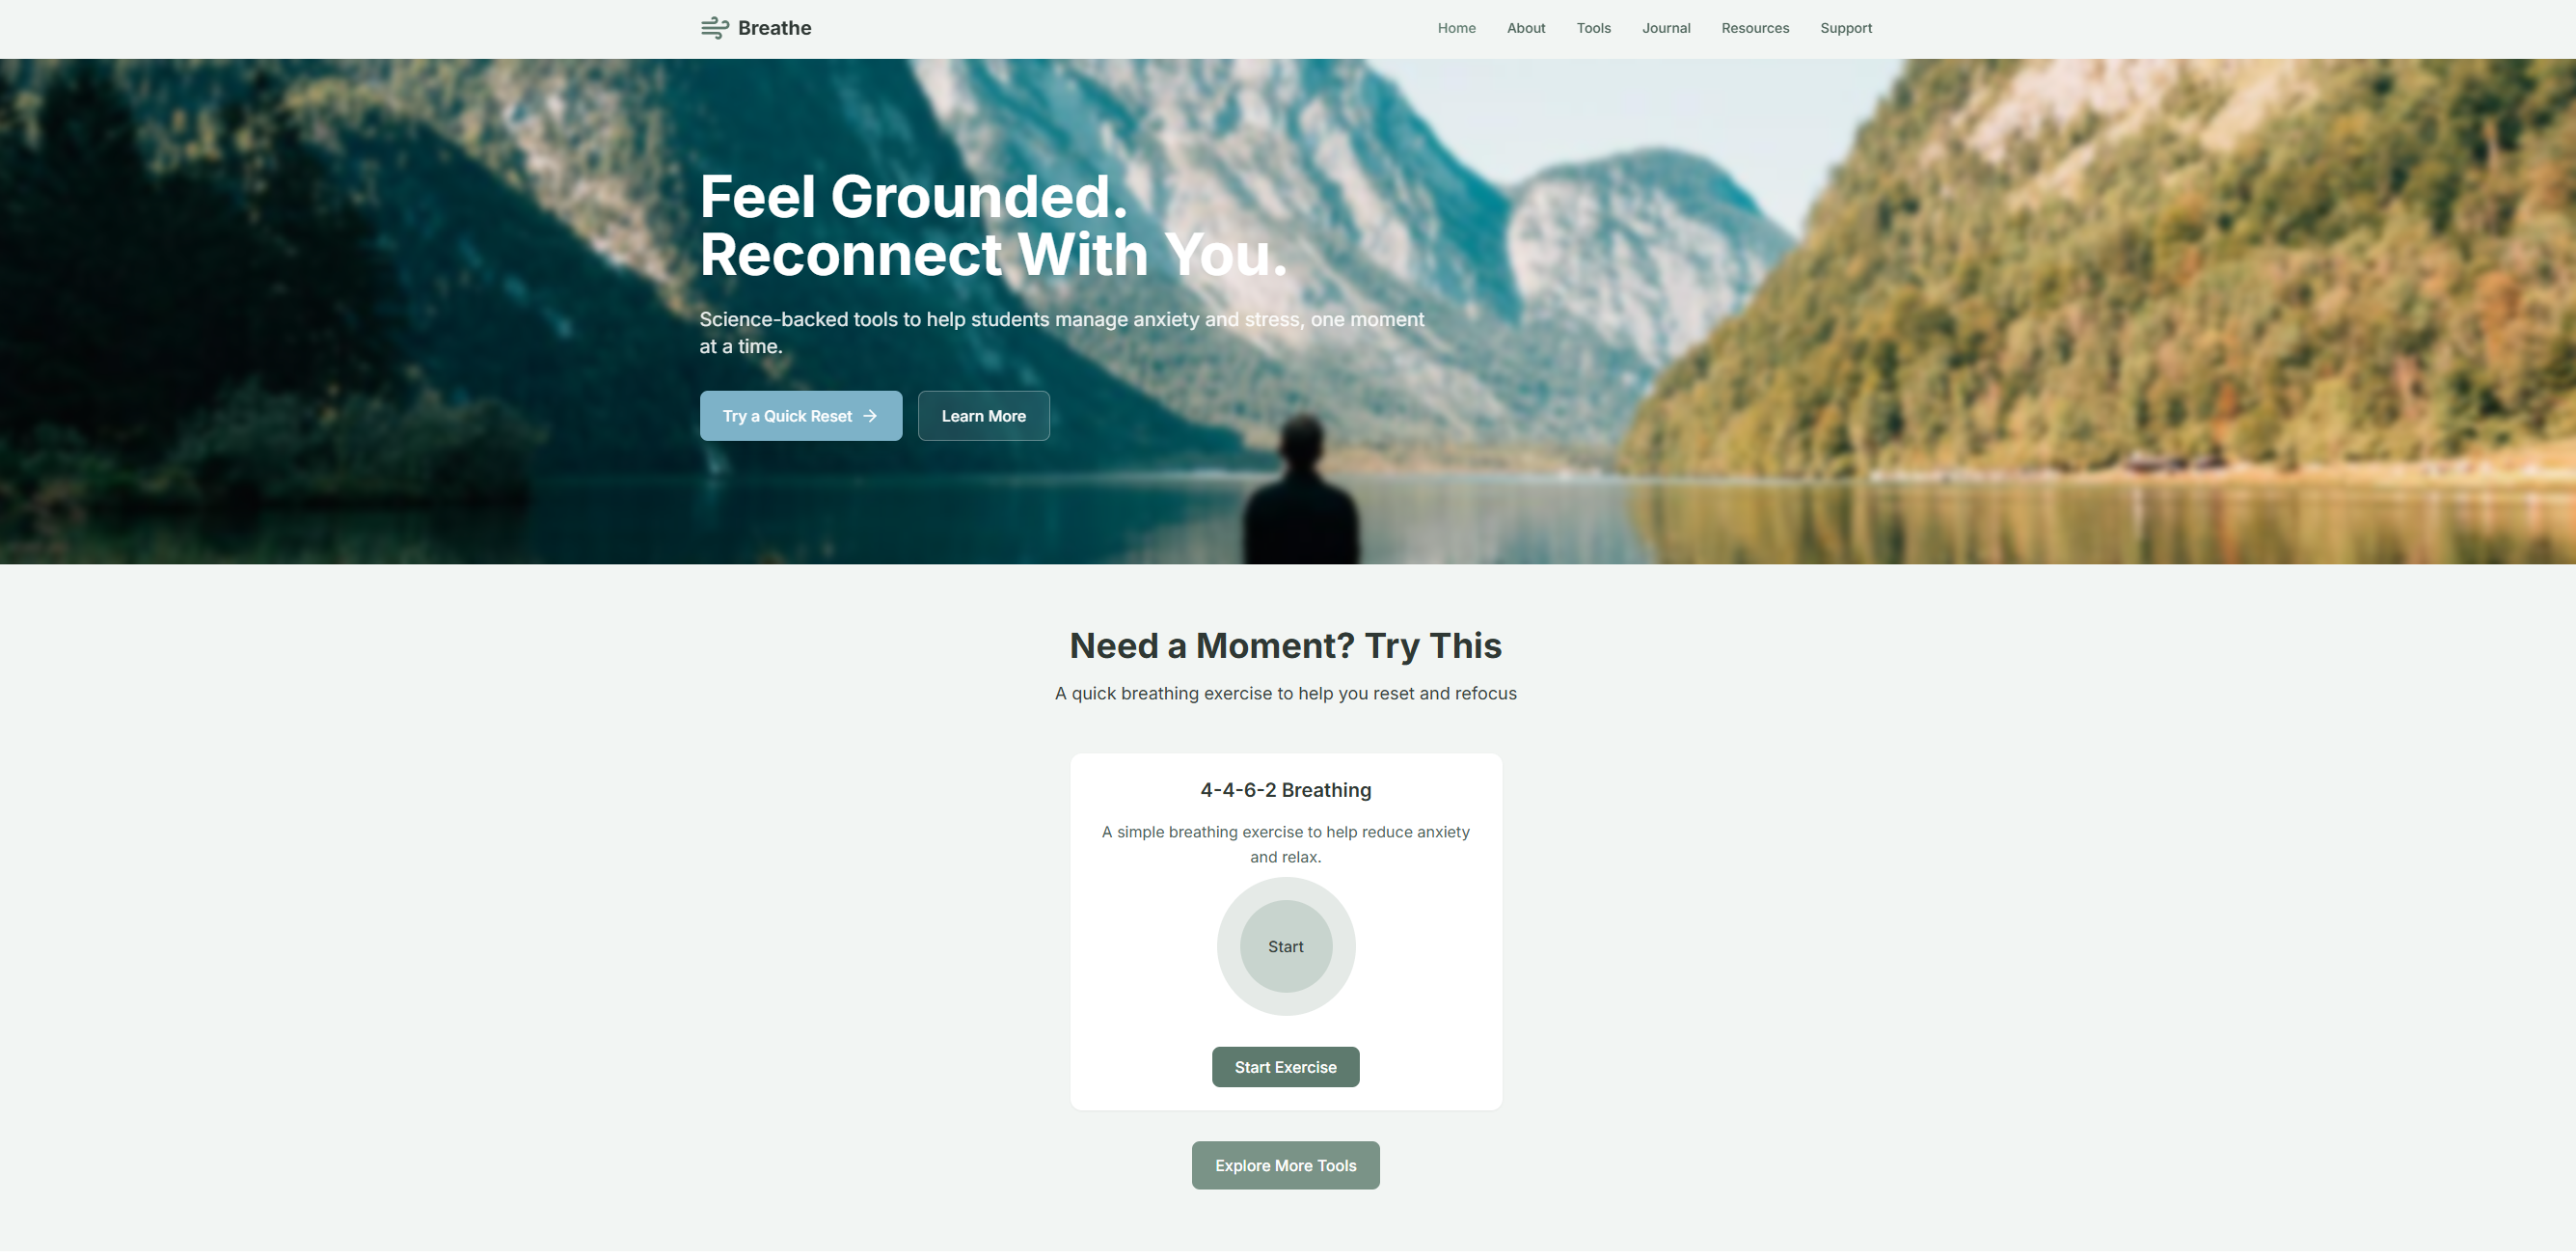 Breathe
Home About Tools Journal Resources Support
Feel Grounded.
Reconnect With You.
Science-backed tools to help students manage anxiety and stress, one moment
at a time.
Try a Quick Reset → Learn More
Need a Moment? Try This
A quick breathing exercise to help you reset and refocus
4-4-6-2 Breathing
A simple breathing exercise to help reduce anxiety
and relax.
Start
Start Exercise
Explore More Tools